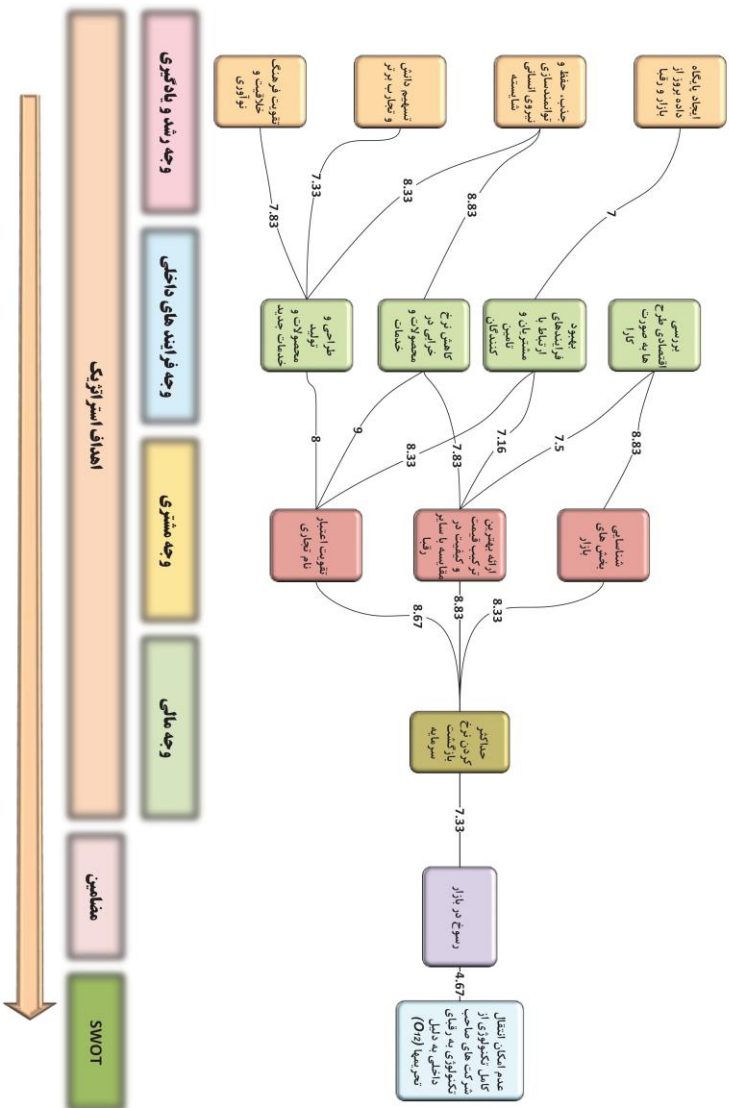 ایجاد پایگاه
داده بروز از
بازار و رقبا
جذب، حفظ و
توانمندسازی
نیروی انسانی
شایسته
تسهیم دانش
و تجارب برتر
تقویت فرهنگ
خلاقیت و
نوآوری
7
8.83
8.33
7.33
7.83
بررسی
اقتصادی طرح
ها به صورت
کارا
بهبود
فرایندهای
ارتباط با
مشتریان و
تامین
کنندگان
کاهش نرخ
خرابی در
محصولات و
خدمات
طراحی و
تولید
محصولات و
خدمات جدید
8.83
7.5
7.16
7.83
8.33
9
8
شناسایی
بخش های
بازار
ارائه بهترین
ترکیب قیمت
و کیفیت در
مقایسه با سایر
رقبا
تقویت اعتبار
نام تجاری
8.33
8.83
8.67
حداکثر
کردن نرخ
بازگشت
سرمایه
7.33
رسوخ در بازار
4.67
عدم امکان انتقال
کامل تکنولوژی از
شرکت های صاحب
تکنولوژی به رقبای
داخلی به دلیل
تحریمها (O12)
وجه رشد و یادگیری
وجه فرایند های داخلی
وجه مشتری
وجه مالی
اهداف استراتژیک
مضامین
SWOT